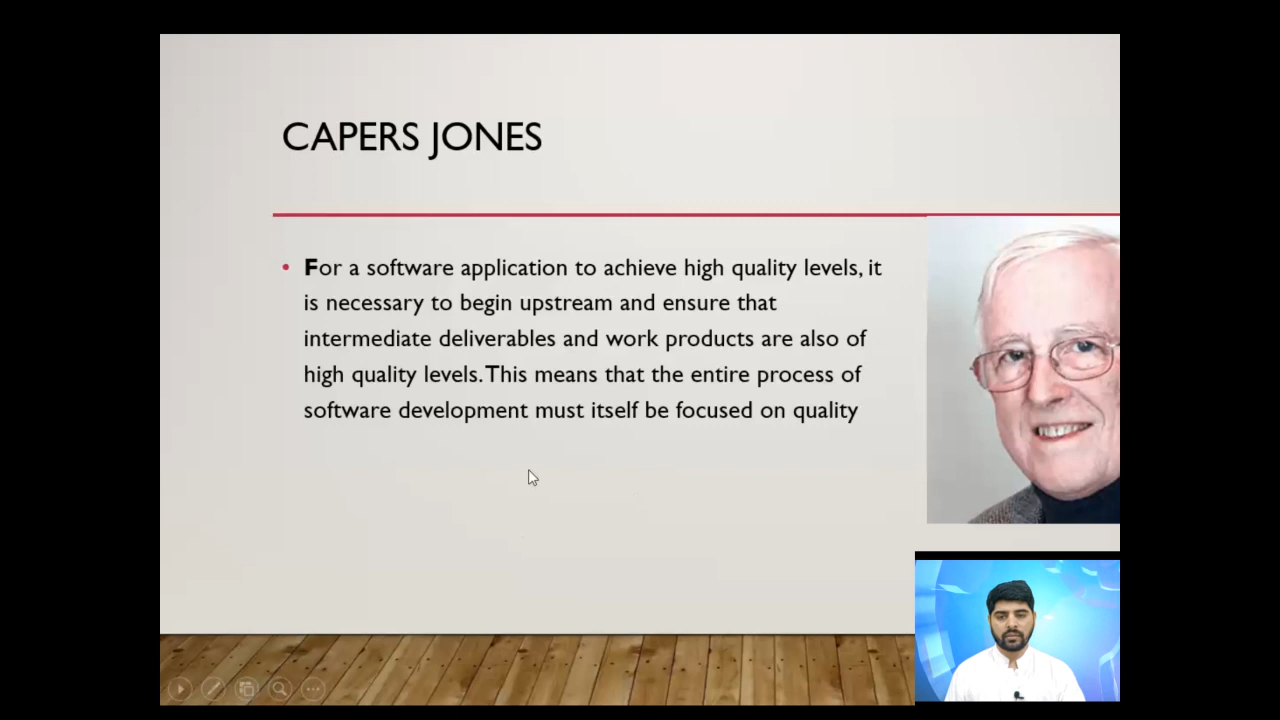 CAPERS JONES
• For a software application to achieve high quality levels, it
is necessary to begin upstream and ensure that
intermediate deliverables and work products are also of
high quality levels. This means that the entire process of
software development must itself be focused on quality